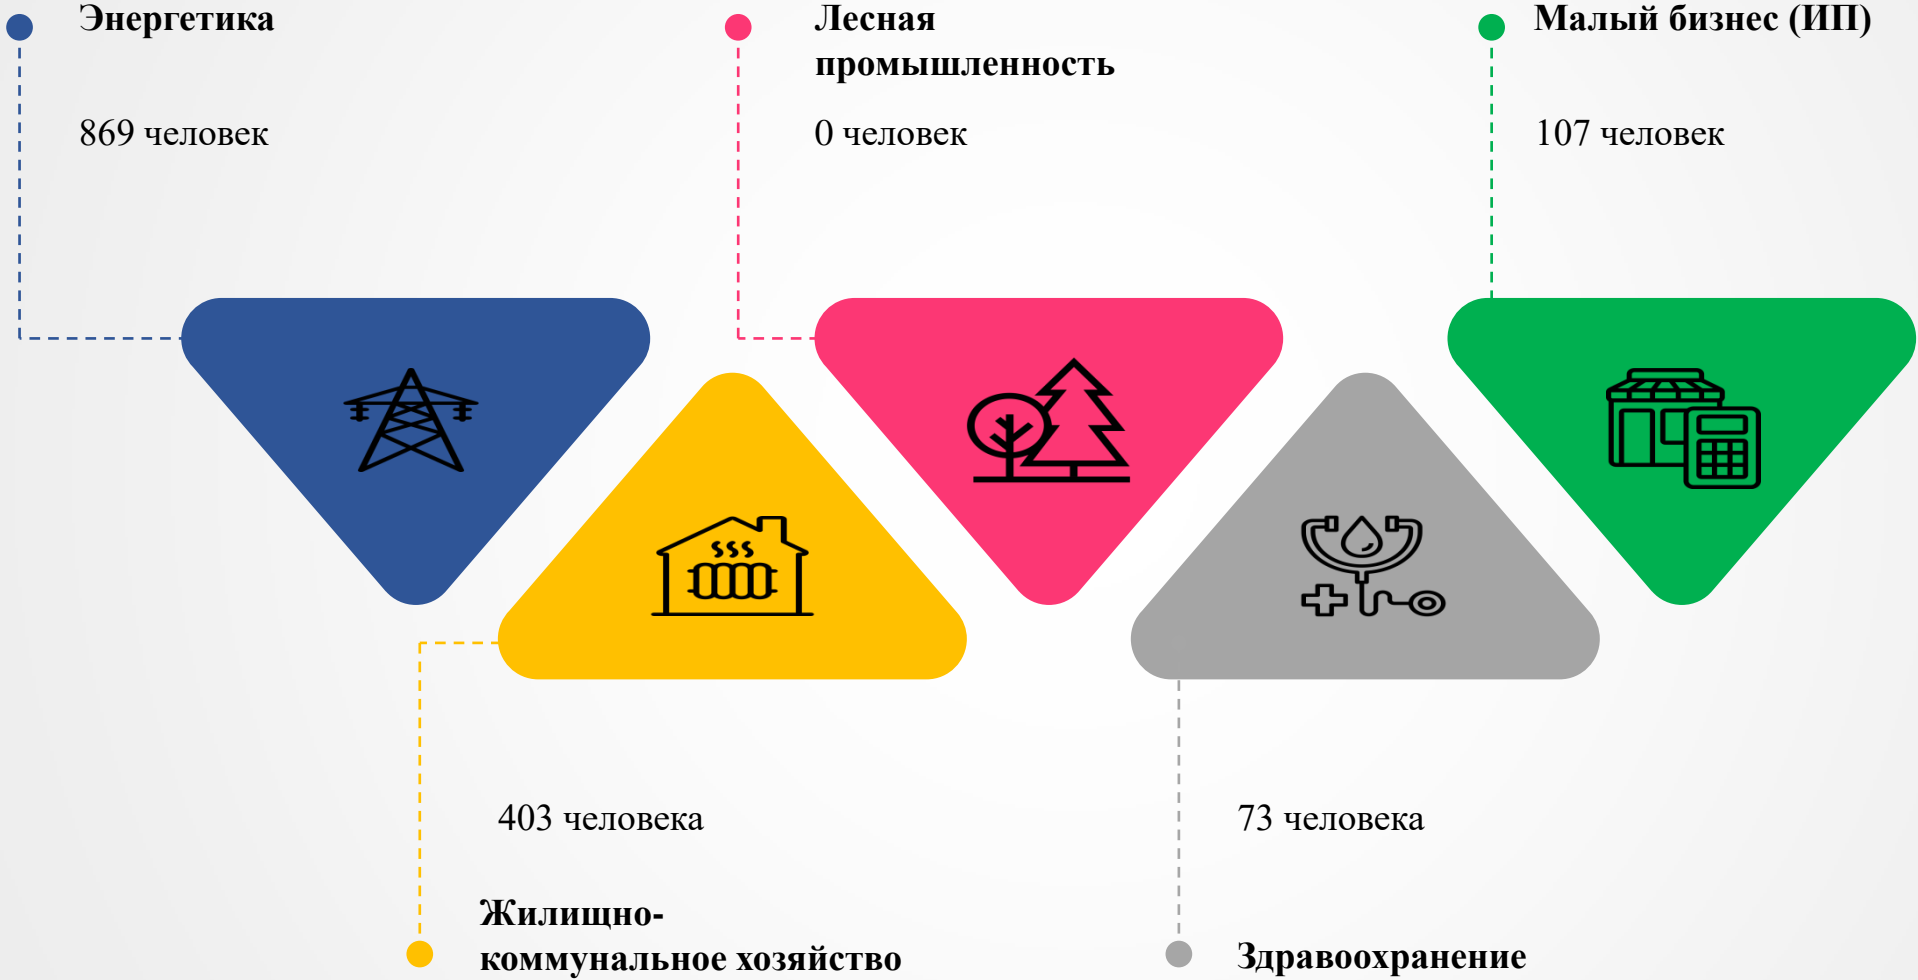 Энергетика
869 человек
Лесная
промышленность
0 человек
Малый бизнес (ИП)
107 человек
403 человека
Жилищно-
коммунальное хозяйство
73 человека
Здравоохранение